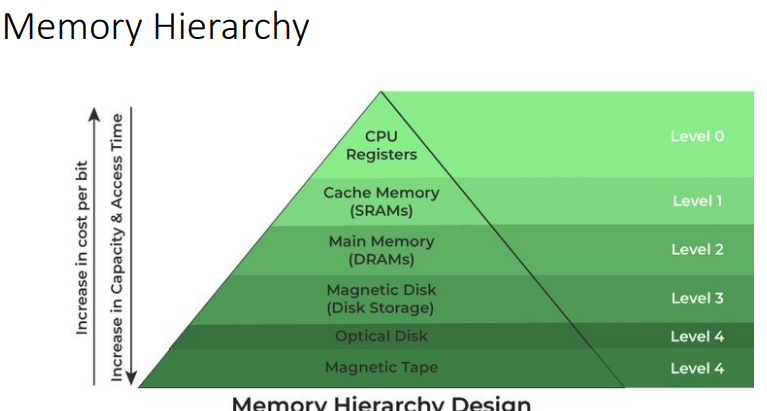 Memory Hierarchy
Increase in cost per bit
Increase in Capacity & Access Time
CPU
Registers
Level 0
Cache Memory
(SRAMs)
Level 1
Main Memory
(DRAMs)
Level 2
Magnetic Disk
(Disk Storage)
Level 3
Optical Disk
Level 4
Magnetic Tape
Level 4
Memory Hierarchy Design